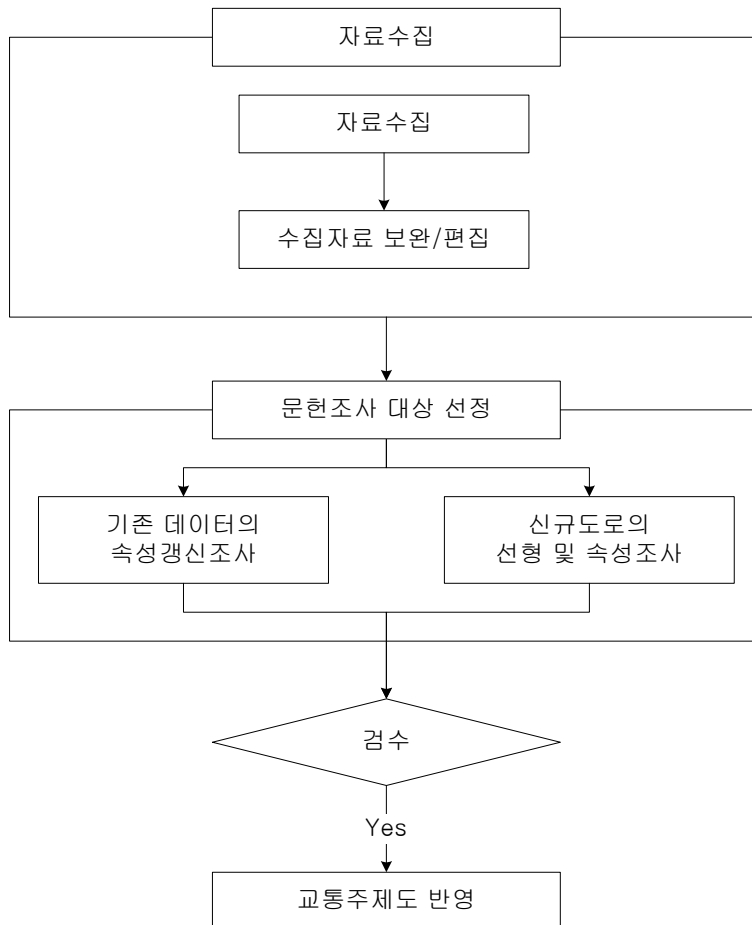 자료수집
자료수집
수집자료 보완/편집
문헌조사 대상 선정
기존 데이터의
속성갱신조사
신규도로의
선형 및 속성조사
검수
Yes
교통주제도 반영